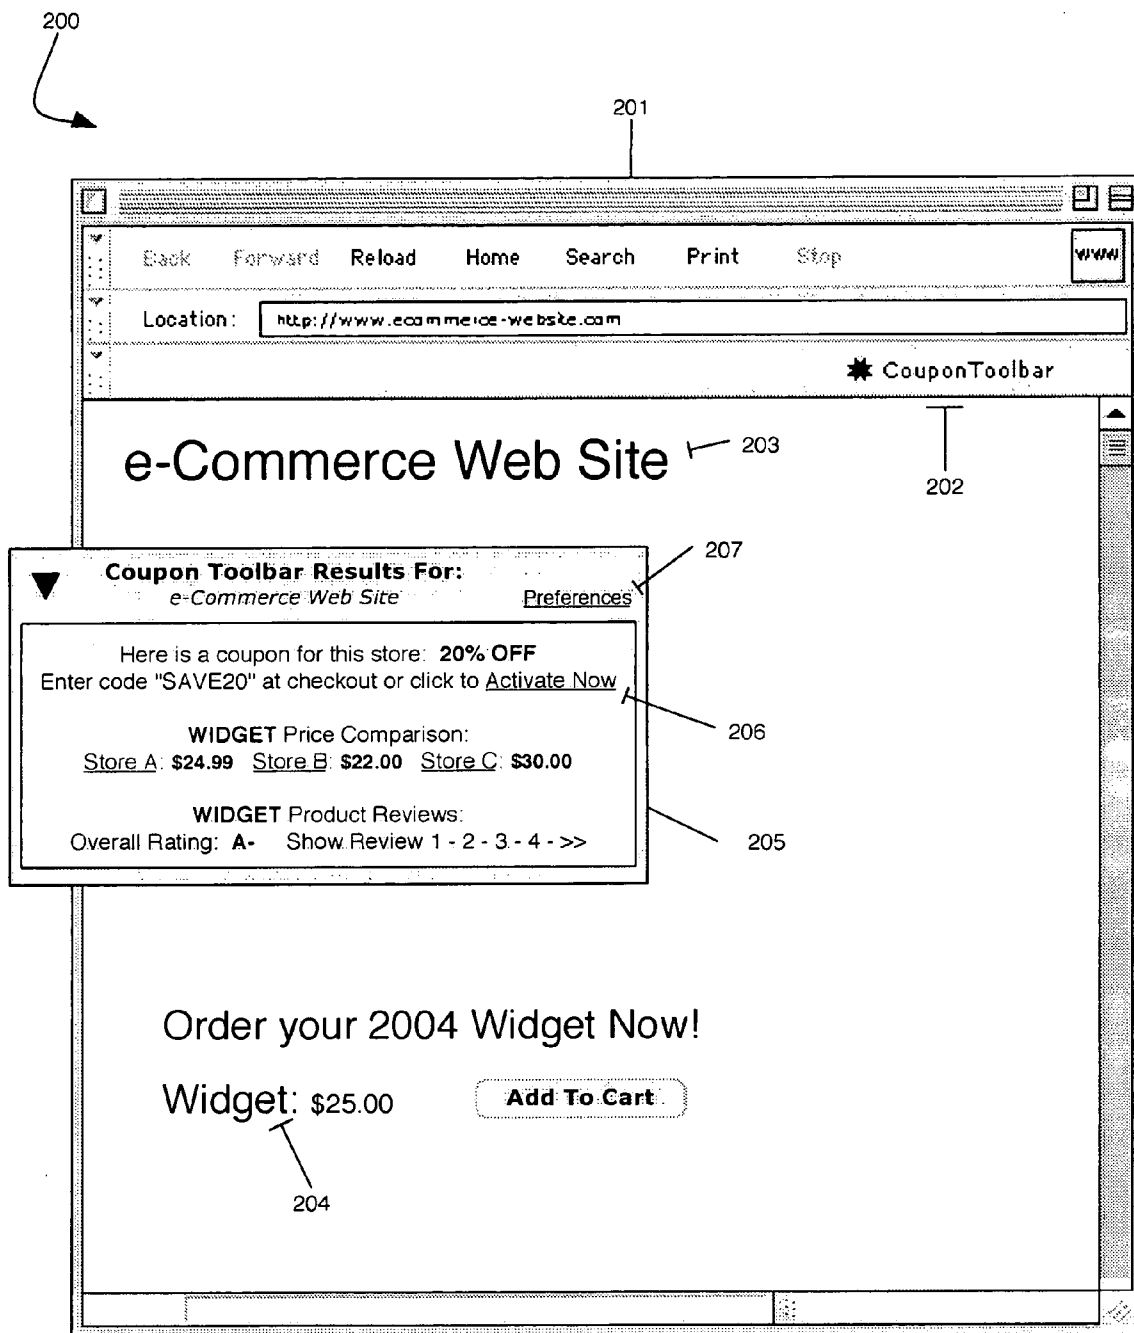 200
201
Back Forward Reload Home Search Print Stop
WWW
Location: http://www.ecommerce-website.com
CouponToolbar
e-Commerce Web Site
203
202
207
Coupon Toolbar Results For:
e-Commerce Web Site
Preferences
Here is a coupon for this store: 20% OFF
Enter code "SAVE20" at checkout or click to Activate Now
206
WIDGET Price Comparison:
Store A: $24.99 Store B: $22.00 Store C: $30.00
WIDGET Product Reviews:
Overall Rating: A- Show Review 1 - 2 - 3 - 4 - >>
205
Order your 2004 Widget Now!
Widget: $25.00 Add To Cart
204